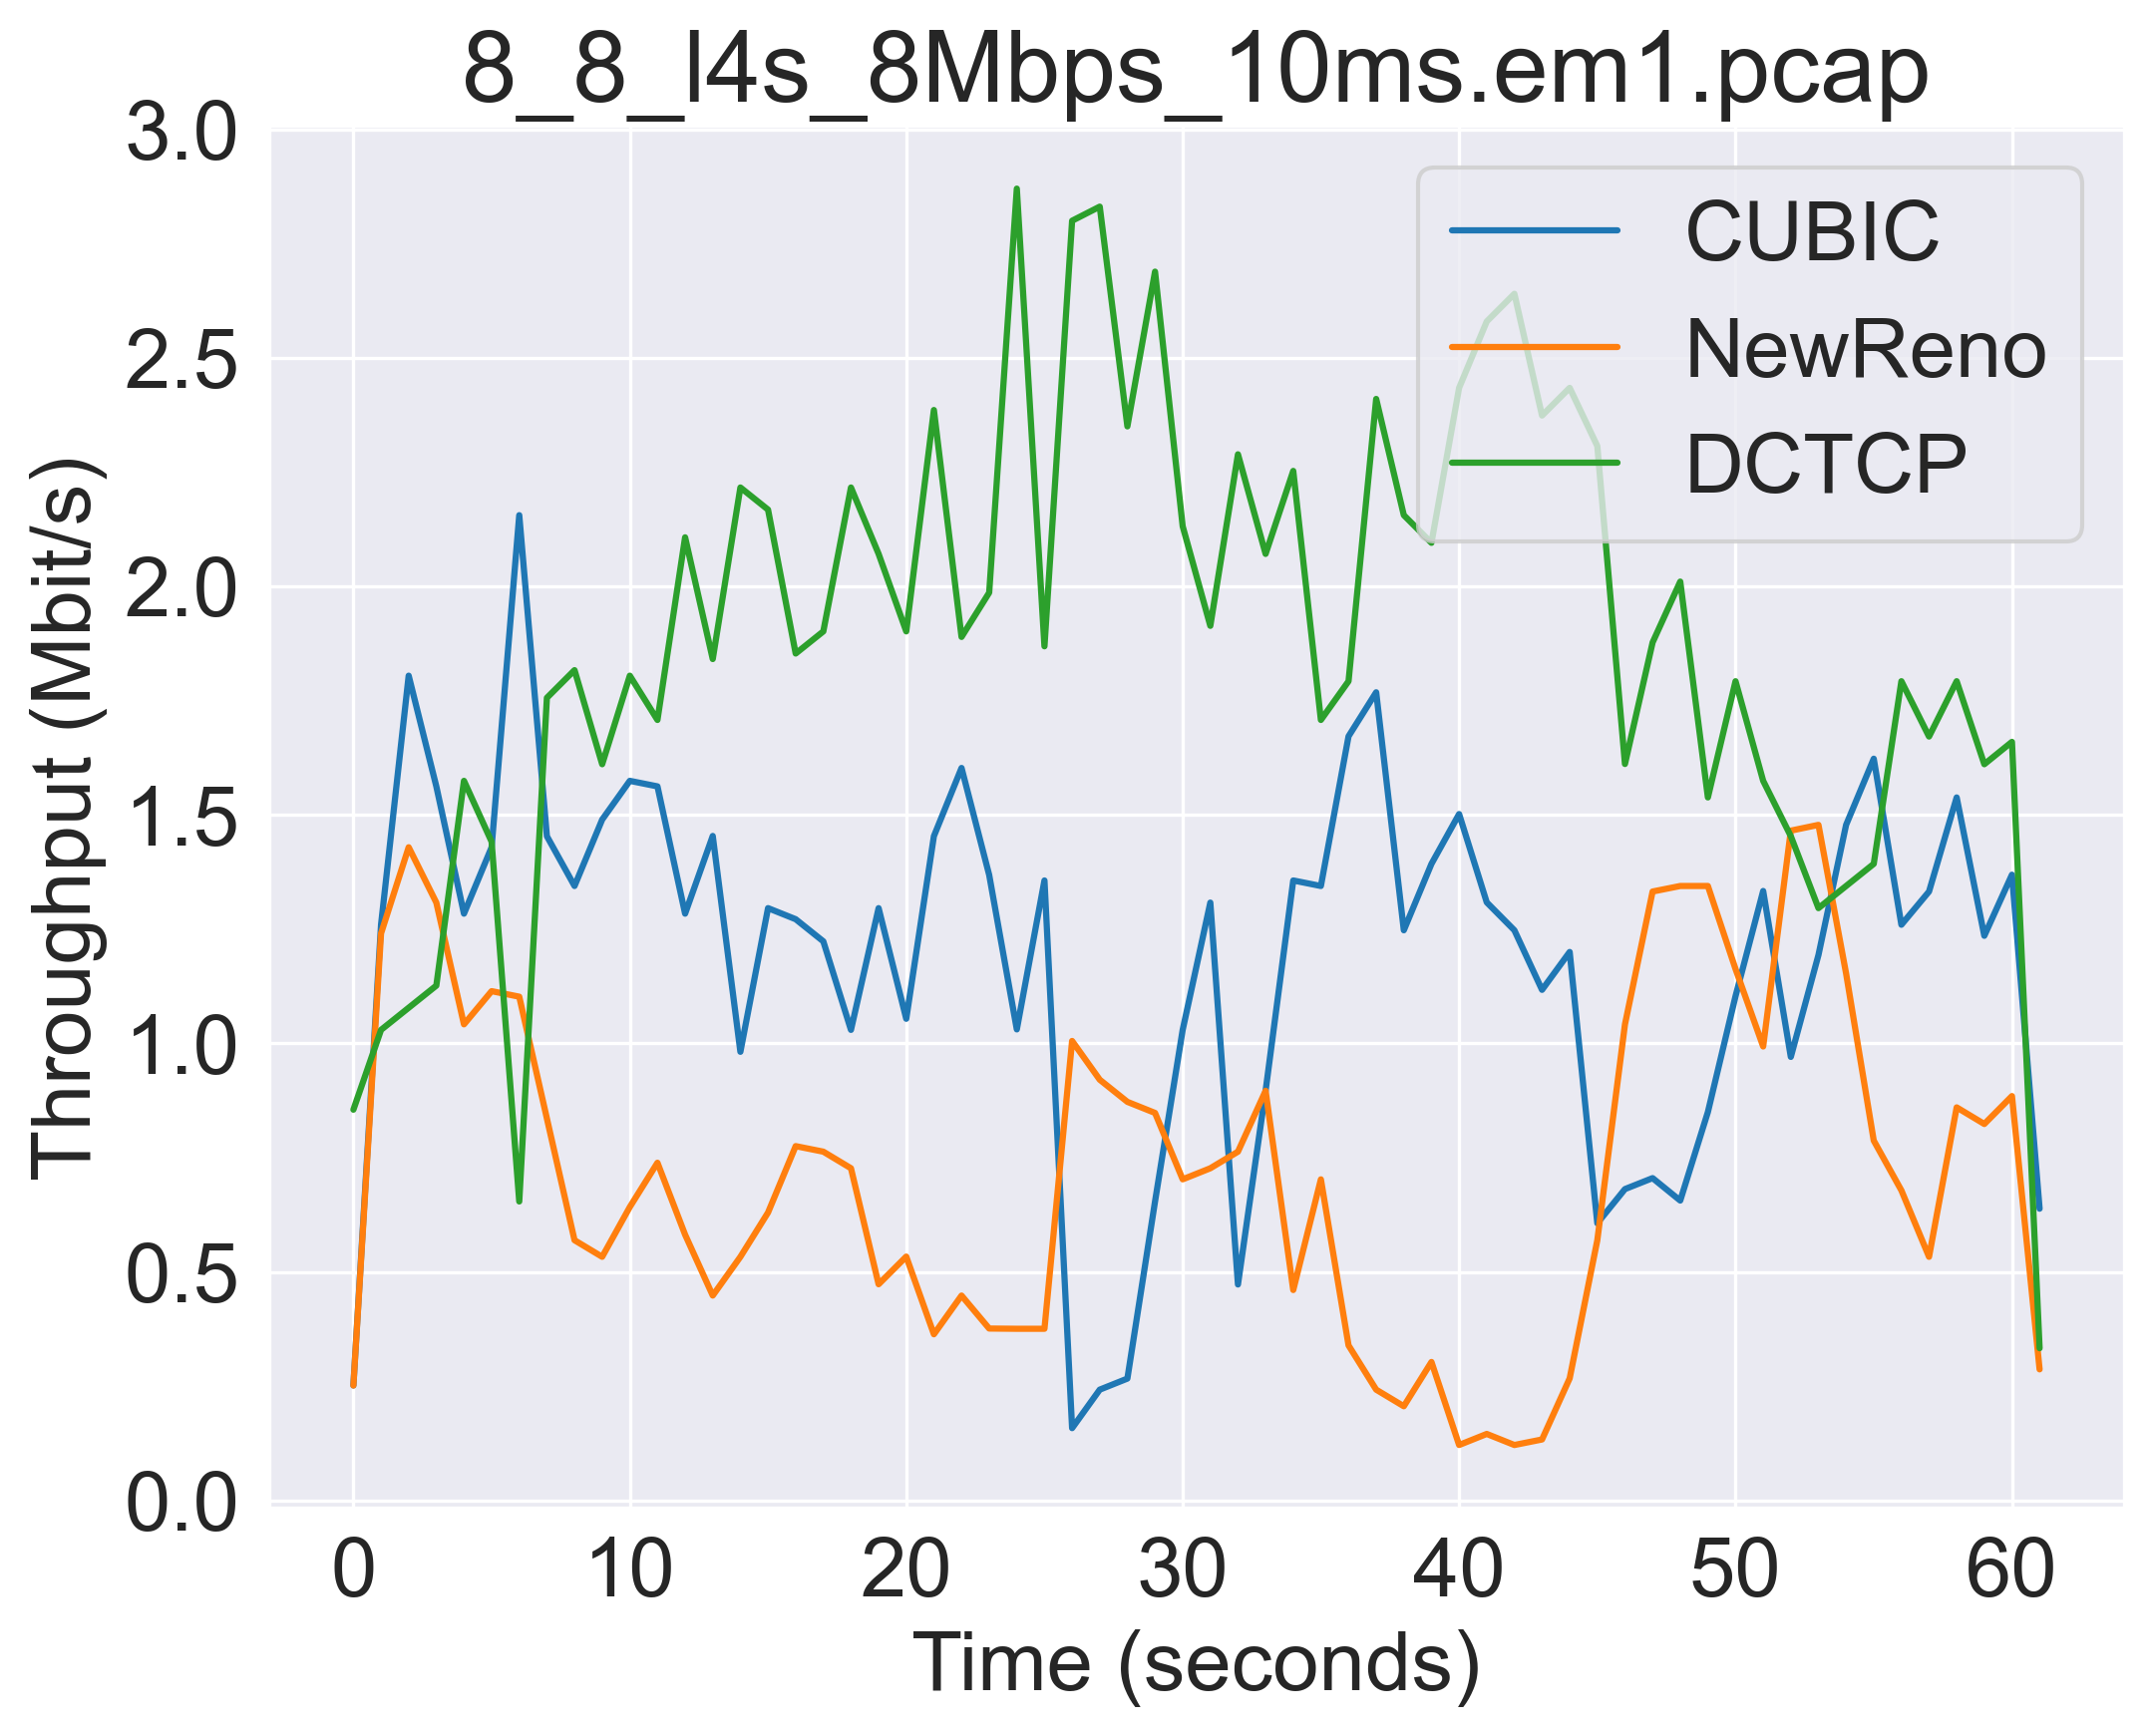 8_8_l4s_8Mbps_10ms.em1.pcap
3.0
2.5
2.0
1.5
1.0
0.5
0.0
Throughput (Mbit/s)
CUBIC
NewReno
DCTCP
0 10 20 30 40 50 60
Time (seconds)